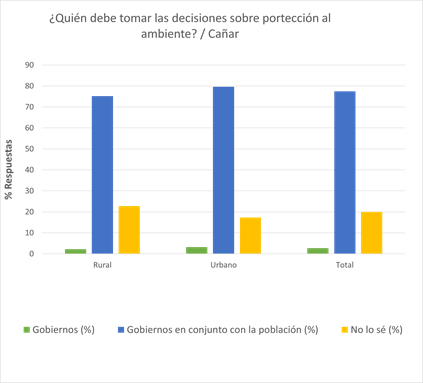 ¿Quién debe tomar las decisiones sobre portección al
ambiente? / Cañar
% Respuestas
90
80
70
60
50
40
30
20
10
0
Rural Urbano Total
Gobiernos (%) Gobiernos en conjunto con la población (%) No lo sé (%)